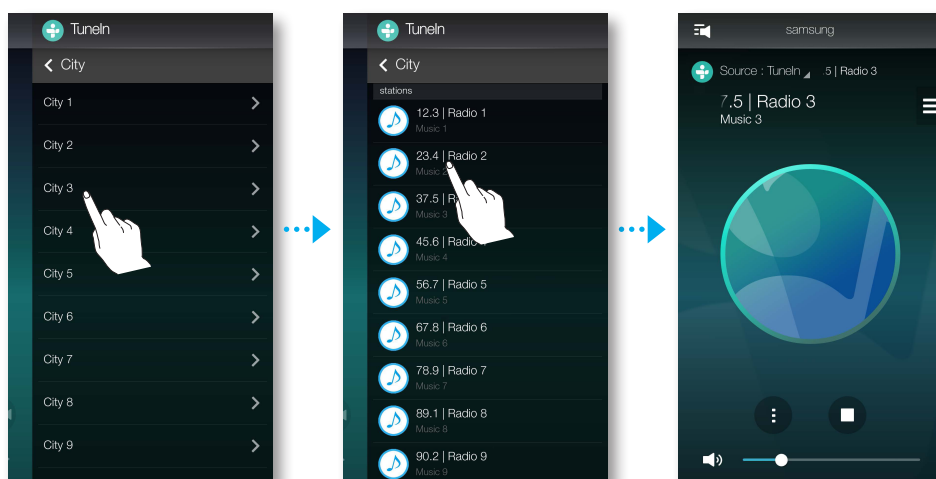 TuneIn
City
City 1
City 2
City 3
City 4
City 5
City 6
City 7
City 8
City 9
TuneIn
City
stations
12.3 | Radio 1
Music 1
23.4 | Radio 2
Music 2
37.5 | R
Music 3
45.6 | Radio
Music 4
56.7 | Radio 5
Music 5
67.8 | Radio 6
Music 6
78.9 | Radio 7
Music 7
89.1 | Radio 8
Music 8
90.2 | Radio 9
Music 9
samsung
Source : TuneIn .5 | Radio 3
7.5 | Radio 3
Music 3